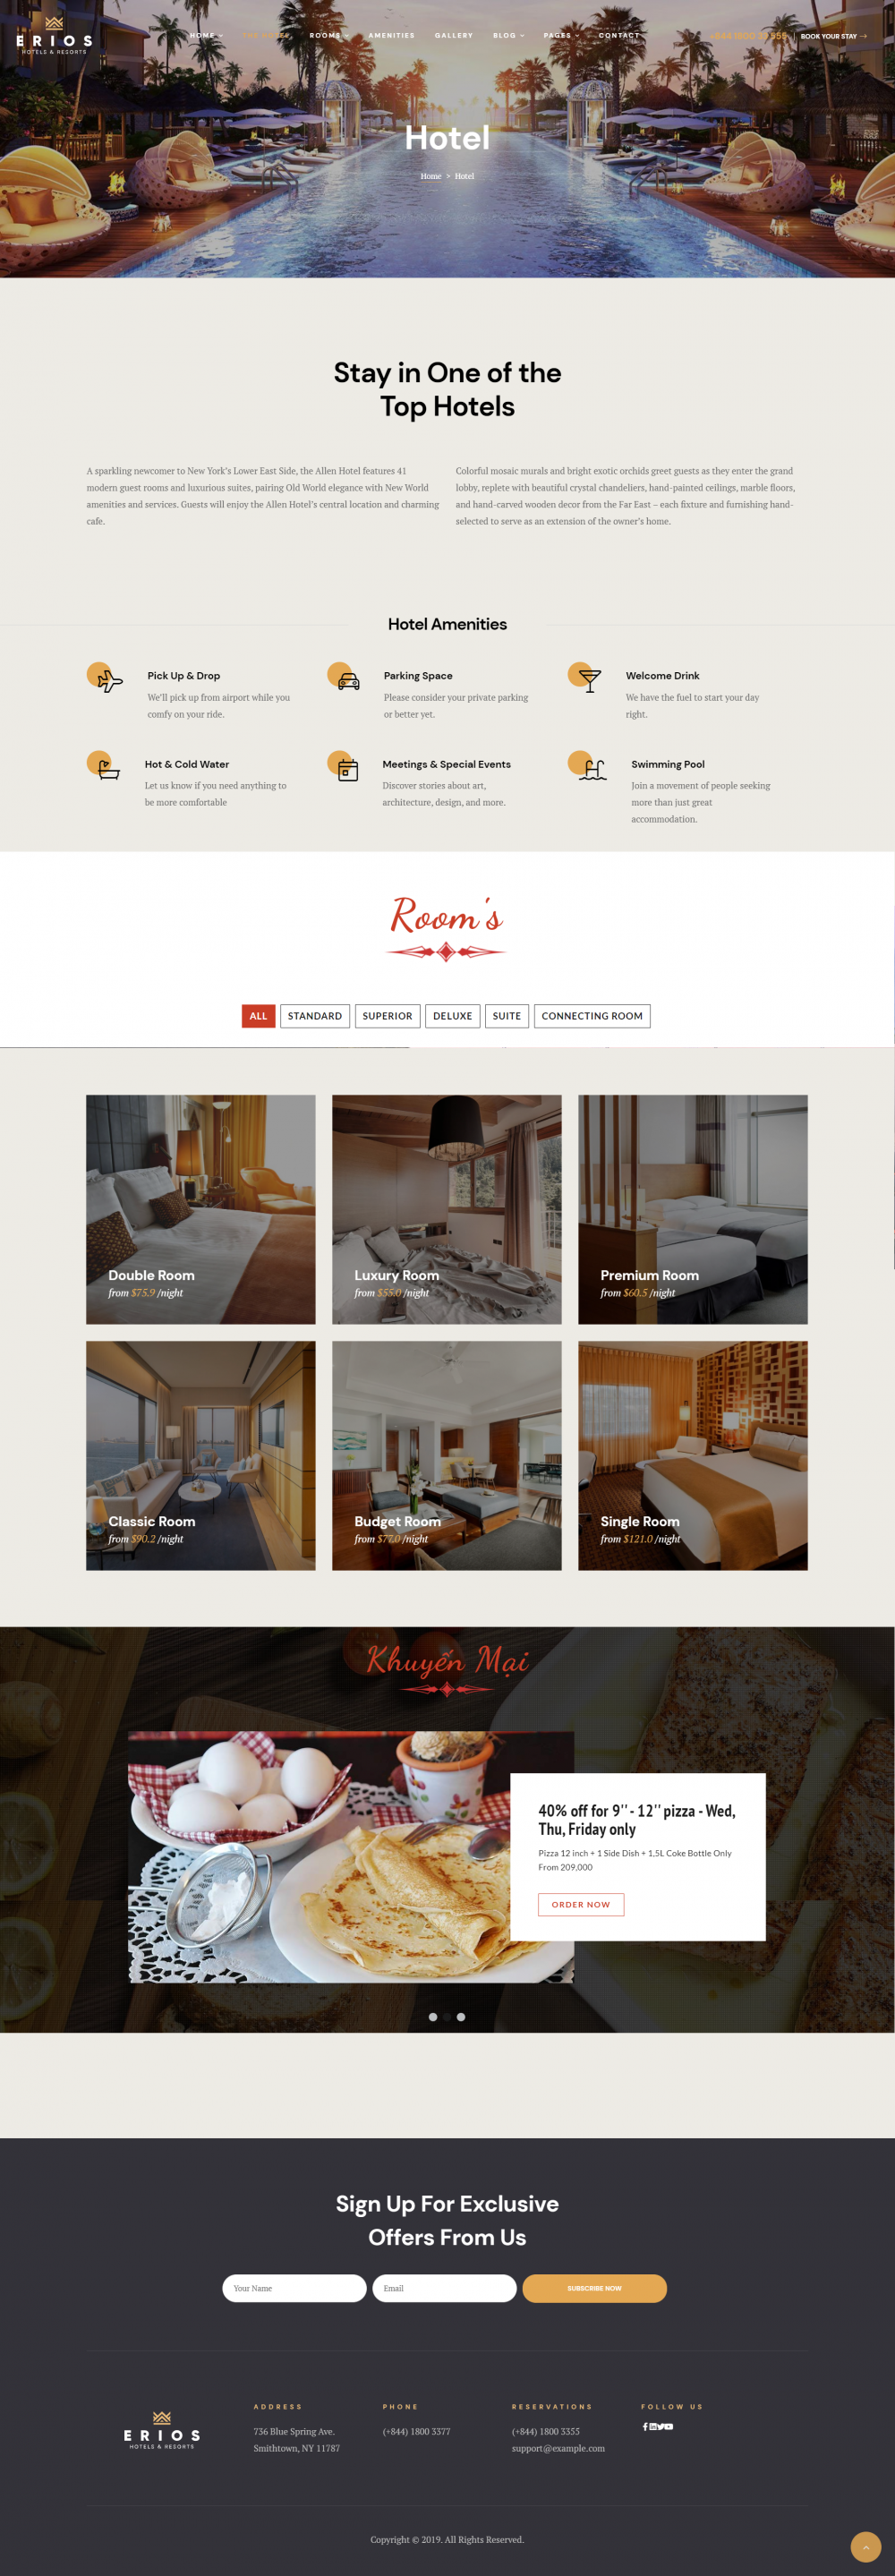 ERIOS
HOTELS & RESORTS
HOME
ROOMS
AMENITIES
GALLERY
BLOG
PAGES
CONTACT
BOOK YOUR STAY
Hotel
Home > Hotel
Stay in One of the
Top Hotels
A sparkling newcomer to New York's Lower East Side, the Allen Hotel features 41
modern guest rooms and luxurious suites, pairing Old World elegance with New World
amenities and services. Guests will enjoy the Allen Hotel's central location and charming
cafe.
Colorful mosaic murals and bright exotic orchids greet guests as they enter the grand
lobby, replete with beautiful crystal chandeliers, hand-painted ceilings, marble floors,
and hand-carved wooden decor from the Far East – each fixture and furnishing hand-
selected to serve as an extension of the owner's home.
Hotel Amenities
Pick Up & Drop
We'll pick up from airport while you
comfy on your ride.
Parking Space
Please consider your private parking
or better yet.
Welcome Drink
We have the fuel to start your day
right.
Hot & Cold Water
Let us know if you need anything to
be more comfortable
Meetings & Special Events
Discover stories about art,
architecture, design, and more.
Swimming Pool
Join a movement of people seeking
more than just great
accommodation.
Room's
ALL
STANDARD
SUPERIOR
DELUXE
SUITE
CONNECTING ROOM
Double Room
from $75.9 /night
Luxury Room
from $55.0 /night
Premium Room
from $60.5 /night
Classic Room
from $90.2 /night
Budget Room
from $77.0 /night
Single Room
from $121.0 /night
Khuyến Mại
40% off for 9'' - 12'' pizza - Wed,
Thu, Friday only
Pizza 12 inch + 1 Side Dish + 1,5L Coke Bottle Only
From 209,000
ORDER NOW
Sign Up For Exclusive
Offers From Us
Your Name
Email
SUBSCRIBE NOW
ERIOS
HOTELS & RESORTS
ADDRESS
736 Blue Spring Ave.
Smithtown, NY 11787
PHONE
(+844) 1800 3377
RESERVATIONS
(+844) 1800 3355
support@example.com
FOLLOW US
Copyright © 2019. All Rights Reserved.